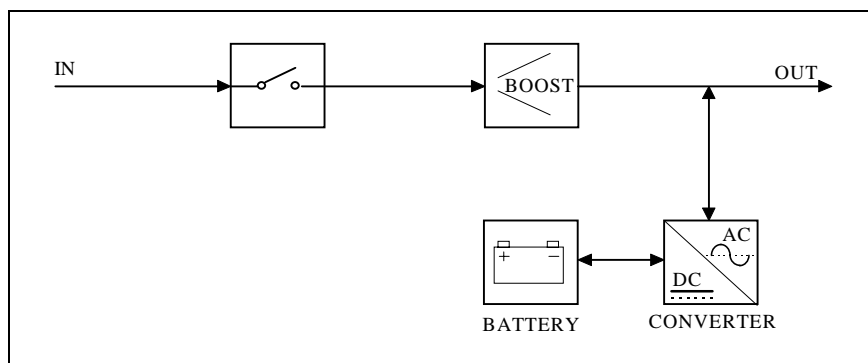 IN
OUT
BOOST
+ −
AC
DC
BATTERY
CONVERTER